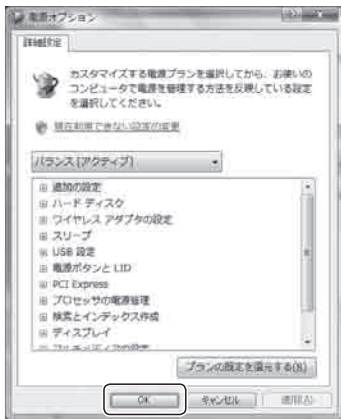 電源オプション
詳細設定
カスタマイズする電源プランを選択してから、お使いの
コンピュータで電源を管理する方法を反映している設定
を選択してください。
現在利用できない設定の変更
バランス [アクティブ]
追加の設定
ハード ディスク
ワイヤレス アダプタの設定
スリープ
USB 設定
電源ボタンと LID
PCI Express
プロセッサの電源管理
検索とインデックス作成
ディスプレイ
プランの既定を復元する(R)
OK キャンセル 適用(A)